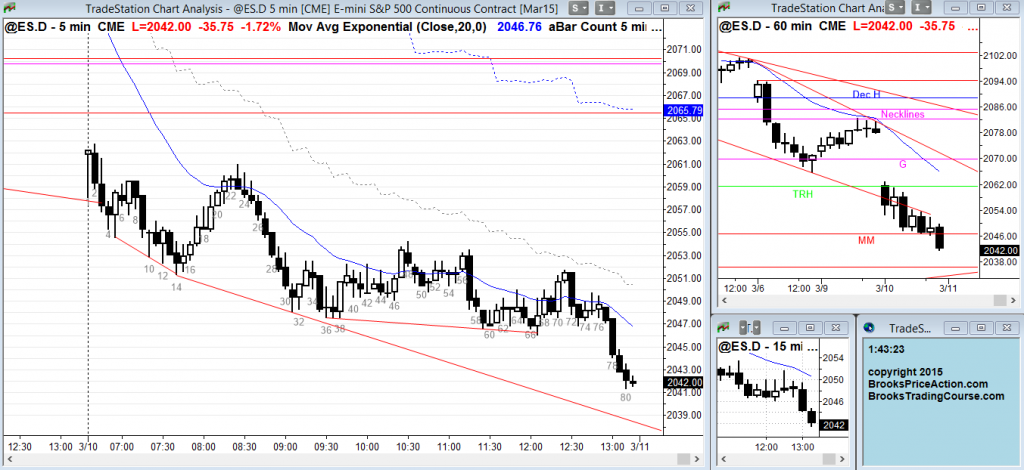 TradeStation Chart Analysis - @ES.D 5 min [CME] E-mini S&P 500 Continuous Contract [Mar15]
S I
@ES.D - 5 min CME L=2042.00 -35.75 -1.72% Mov Avg Exponential (Close,20,0) 2046.76 aBar Count 5 mi ...
2071.00
2069.00
2067.00
2065.79
2065.00
2063.00
2061.00
2059.00
2057.00
2055.00
2053.00
2051.00
2049.00
2047.00
2045.00
2043.00
2042.00
2041.00
2039.00
2 4 6 8 10 12 14 16 18 20 22 24 26 28 30 32 36 38 40 42 44 46 50 52 54 56 58 60 62 64 68 70 72 74 76 78 80
12:30 13:00 3/10 07:00 07:30 08:00 08:30 09:00 09:30 10:00 10:30 11:00 11:30 12:00 12:30 13:00 3/11
TradeStation Chart Ana
S I
@ES.D - 60 min CME L=2042.00 -35.75 ...
2102.00
2094.00
Dec H
2086.00
Necklines
2078.00
2070.00
G
2062.00
TRH
2054.00
MM
2046.00
2042.00
2038.00
12:00 3/6 12:00 3/9 3/10 3/11
@ES.D - 15 mi ...
2054
2050
2046
2042
12:00 13:00
TradeS...
1:43:23
copyright 2015
BrooksPriceAction.com
BrooksTradingCourse.com